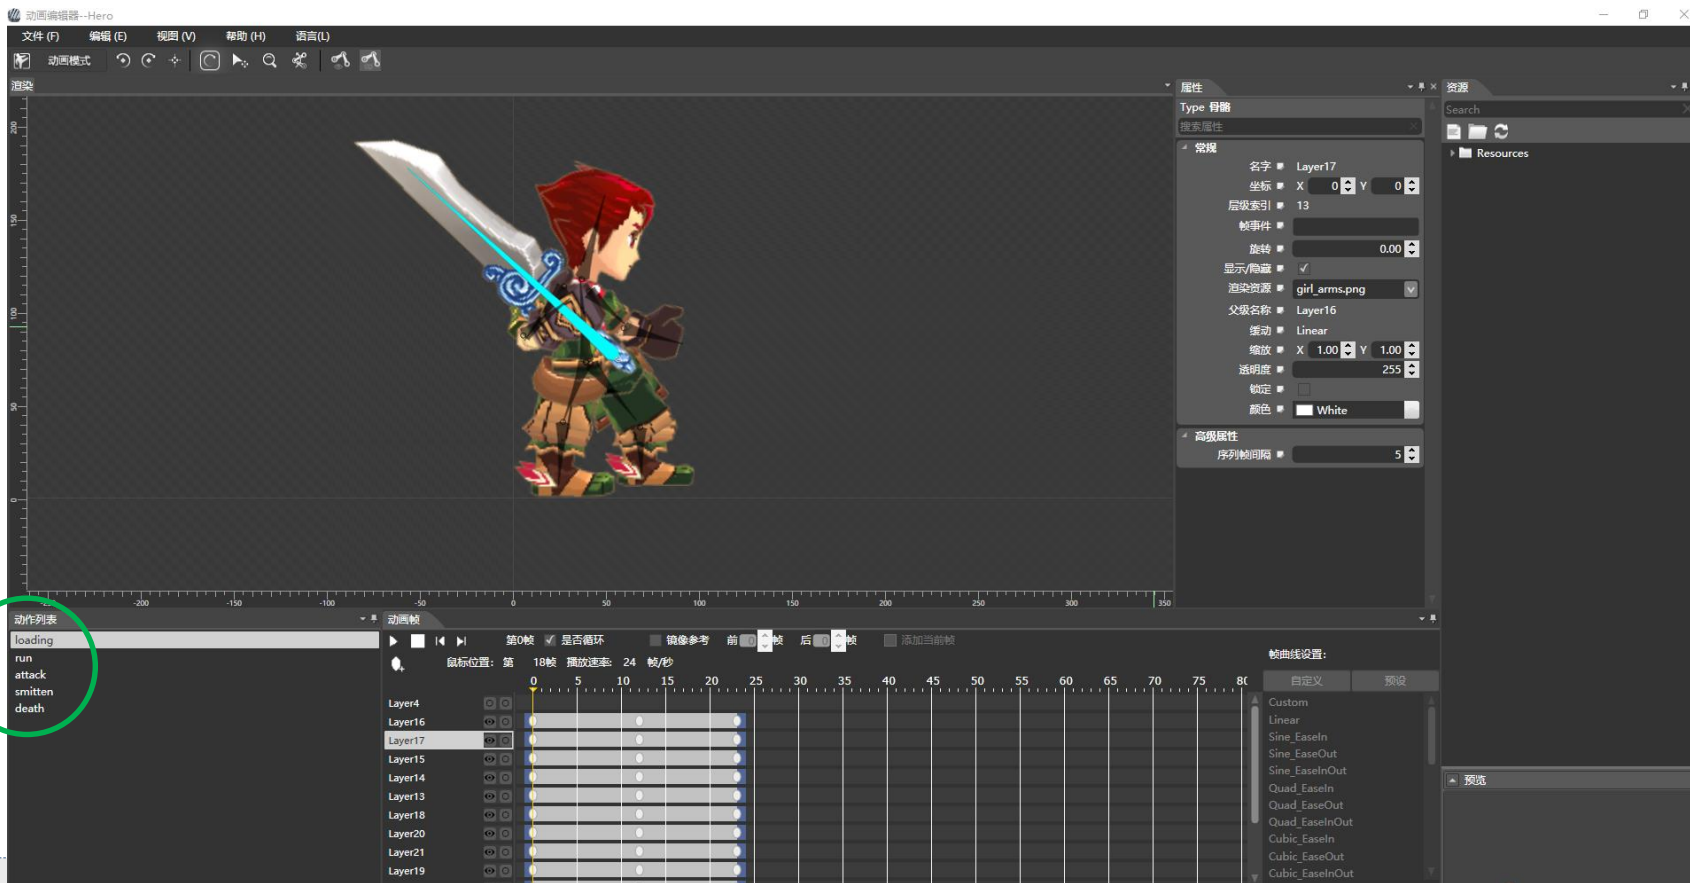 动画编辑器--Hero
文件 (F) 编辑 (E) 视图 (V) 帮助 (H) 语言(L)
动画模式
渲染
200
150
100
50
0
-200 -150 -100 -50 0 50 100 150 200 250 300 350
属性
Type 骨骼
搜索属性
常规
名字 Layer17
坐标 X 0 Y 0
层级索引 13
帧事件
旋转 0.00
显示/隐藏
渲染资源 girl_arms.png
父级名称 Layer16
缓动 Linear
缩放 X 1.00 Y 1.00
透明度 255
锁定
颜色 White
高级属性
序列帧间隔 5
资源
Search
Resources
预览
动作列表
loading
run
attack
smitten
death
动画帧
第0帧 是否循环 镜像参考 前 0 帧 后 0 帧 添加当前帧
鼠标位置: 第 18帧 播放速率: 24 帧/秒
0 5 10 15 20 25 30 35 40 45 50 55 60 65 70 75 80
Layer4
Layer16
Layer17
Layer15
Layer14
Layer13
Layer18
Layer20
Layer21
Layer19
帧曲线设置:
自定义 预设
Custom
Linear
Sine_EaseIn
Sine_EaseOut
Sine_EaseInOut
Quad_EaseIn
Quad_EaseOut
Quad_EaseInOut
Cubic_EaseIn
Cubic_EaseOut
Cubic_EaseInOut